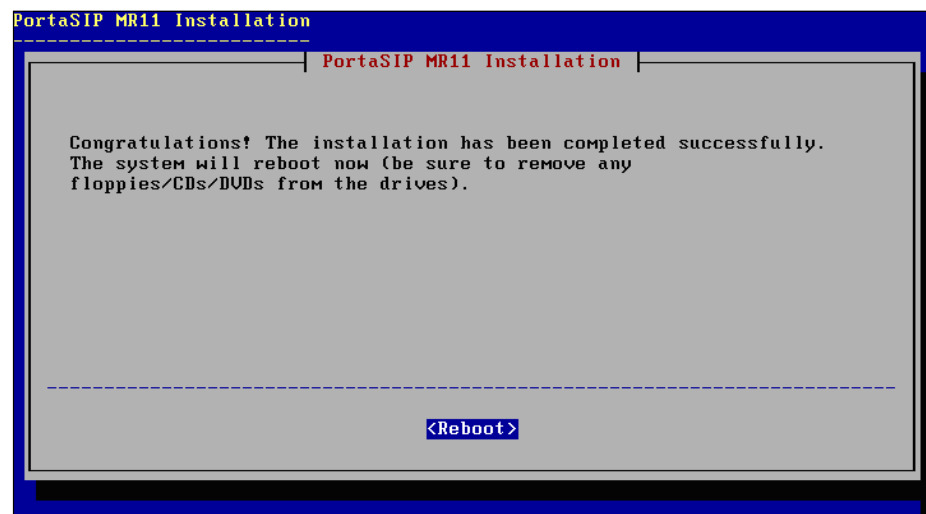 PortaSIP MR11 Installation
PortaSIP MR11 Installation
Congratulations! The installation has been completed successfully.
The system will reboot now (be sure to remove any
floppies/CDs/DVDs from the drives).
<Reboot>